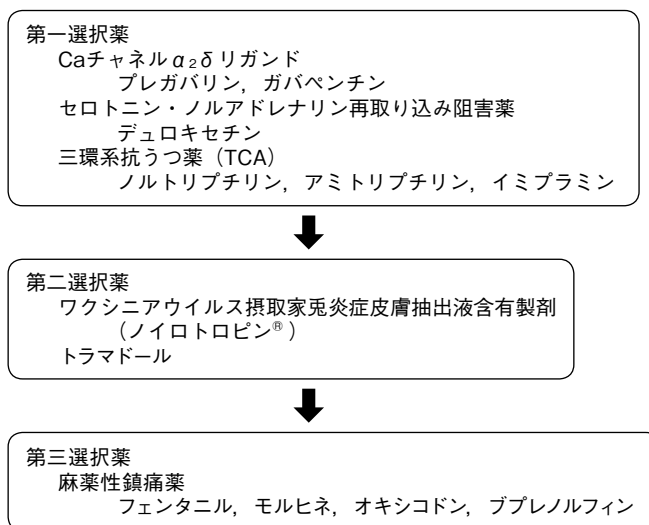 第一選択薬
Caチャネルα₂δリガンド
プレガバリン，ガバペンチン
セロトニン・ノルアドレナリン再取り込み阻害薬
デュロキセチン
三環系抗うつ薬（TCA）
ノルトリプチリン，アミトリプチリン，イミプラミン
第二選択薬
ワクシニアウイルス摂取家兎炎症皮膚抽出液含有製剤
（ノイロトロピン®）
トラマドール
第三選択薬
麻薬性鎮痛薬
フェンタニル，モルヒネ，オキシコドン，ブプレノルフィン